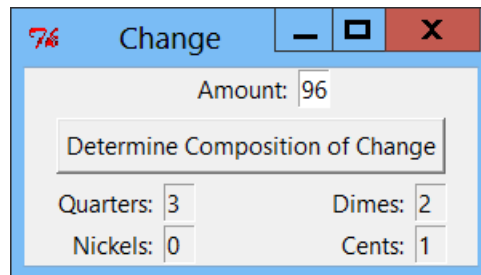 Change
Amount: 96
Determine Composition of Change
Quarters: 3 Dimes: 2
Nickels: 0 Cents: 1